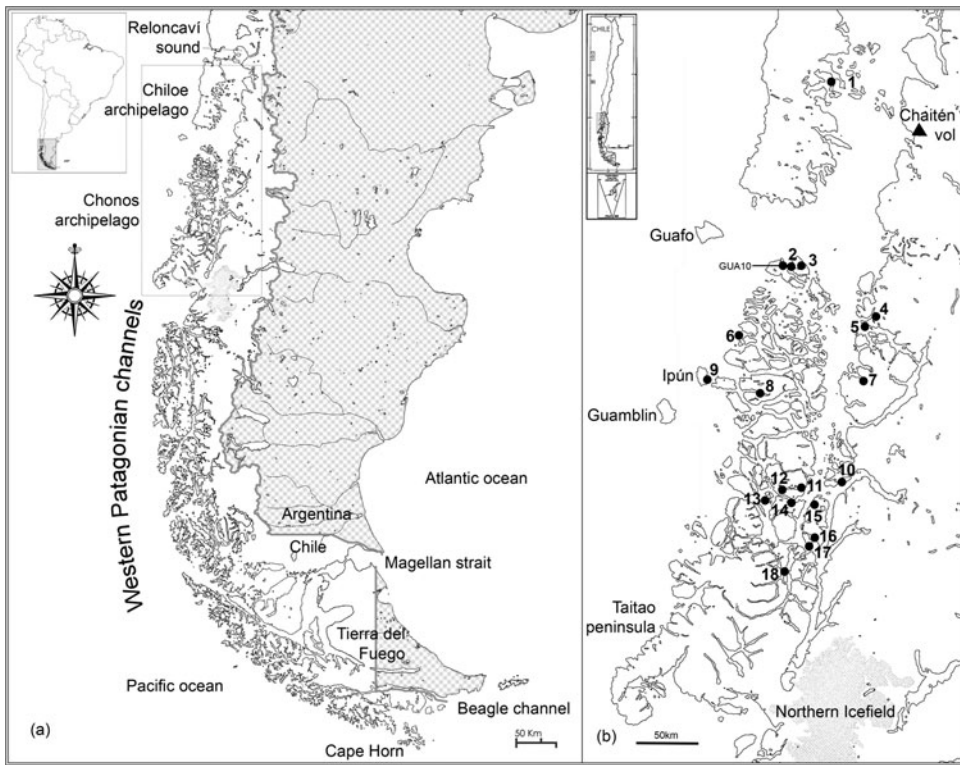 Reloncaví
sound
Chiloe
archipelago
Chonos
archipelago
Western Patagonian channels
Atlantic ocean
Argentina
Chile
Magellan strait
Tierra del
Fuego
Pacific ocean
Beagle channel
50 Km
(a)
Cape Horn
CHILE
1
Chaitén
vol
Guafo
2
3
GUA10
4
5
6
Ipún
9
8
7
Guamblin
10
12
11
13
14
15
16
17
18
Taitao
peninsula
Northern Icefield
(b)
50km